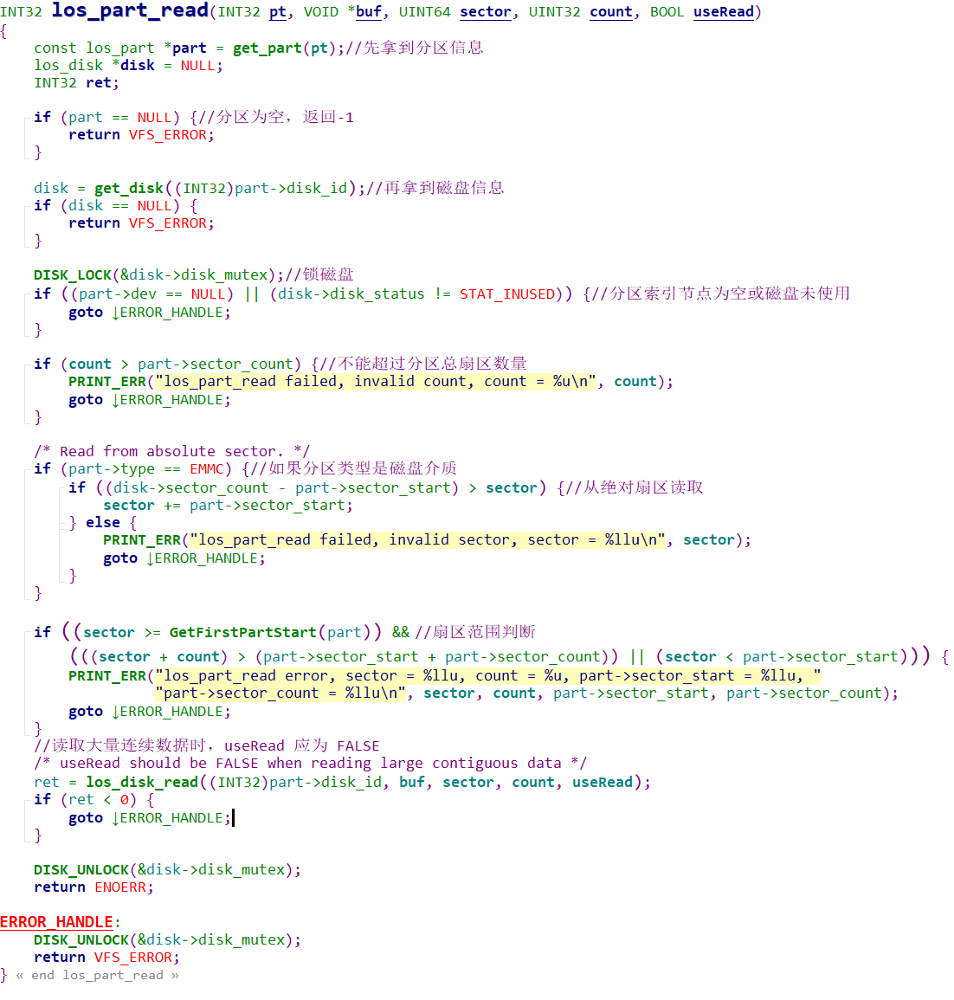 INT32 los_part_read(INT32 pt, VOID *buf, UINT64 sector, UINT32 count, BOOL useRead)
{
    const los_part *part = get_part(pt);//先拿到分区信息
    los_disk *disk = NULL;
    INT32 ret;

    if (part == NULL) {//分区为空，返回-1
        return VFS_ERROR;
    }

    disk = get_disk((INT32)part->disk_id);//再拿到磁盘信息
    if (disk == NULL) {
        return VFS_ERROR;
    }

    DISK_LOCK(&disk->disk_mutex);//锁磁盘
    if ((part->dev == NULL) || (disk->disk_status != STAT_INUSED)) {//分区索引节点为空或磁盘未使用
        goto ↓ERROR_HANDLE;
    }

    if (count > part->sector_count) {//不能超过分区总扇区数量
        PRINT_ERR("los_part_read failed, invalid count, count = %u\n", count);
        goto ↓ERROR_HANDLE;
    }

    /* Read from absolute sector. */
    if (part->type == EMMC) {//如果分区类型是磁盘介质
        if ((disk->sector_count - part->sector_start) > sector) {//从绝对扇区读取
            sector += part->sector_start;
        } else {
            PRINT_ERR("los_part_read failed, invalid sector, sector = %llu\n", sector);
            goto ↓ERROR_HANDLE;
        }
    }

    if ((sector >= GetFirstPartStart(part)) && //扇区范围判断
        (((sector + count) > (part->sector_start + part->sector_count)) || (sector < part->sector_start))) {
        PRINT_ERR("los_part_read error, sector = %llu, count = %u, part->sector_start = %llu, "
                  "part->sector_count = %llu\n", sector, count, part->sector_start, part->sector_count);
        goto ↓ERROR_HANDLE;
    }
    //读取大量连续数据时，useRead 应为 FALSE
    /* useRead should be FALSE when reading large contiguous data */
    ret = los_disk_read((INT32)part->disk_id, buf, sector, count, useRead);
    if (ret < 0) {
        goto ↓ERROR_HANDLE;
    }

    DISK_UNLOCK(&disk->disk_mutex);
    return ENOERR;

ERROR_HANDLE:
    DISK_UNLOCK(&disk->disk_mutex);
    return VFS_ERROR;
} « end los_part_read »